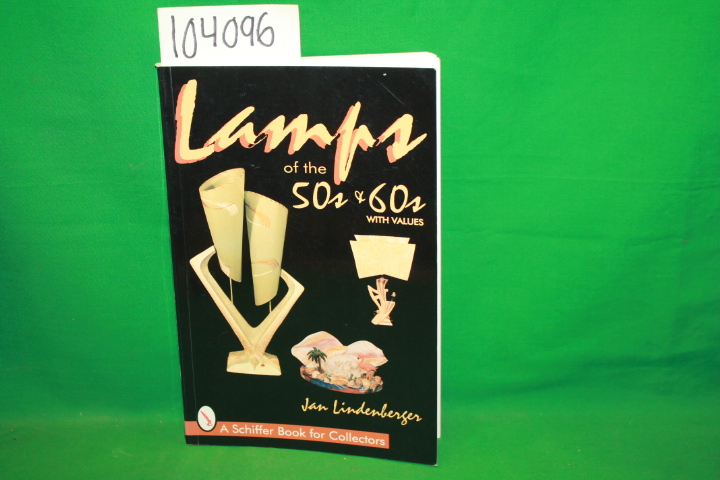 104096
Lamps
of the
50s & 60s
WITH VALUES
Jan Lindenberger
A Schiffer Book for Collectors